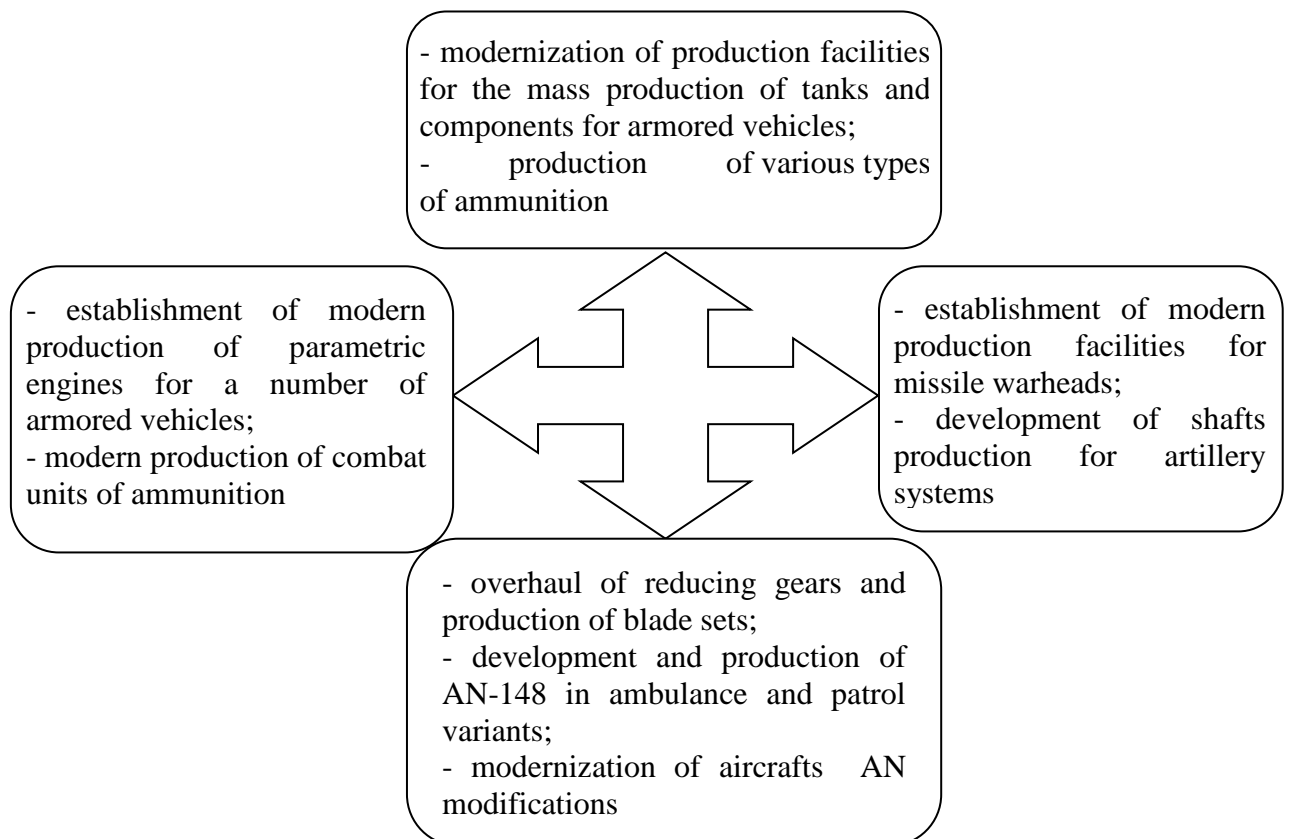 - modernization of production facilities
for the mass production of tanks and
components for armored vehicles;
- production of various types
of ammunition
- establishment of modern
production of parametric
engines for a number of
armored vehicles;
- modern production of combat
units of ammunition
- establishment of modern
production facilities for
missile warheads;
- development of shafts
production for artillery
systems
- overhaul of reducing gears and
production of blade sets;
- development and production of
AN-148 in ambulance and patrol
variants;
- modernization of aircrafts AN
modifications